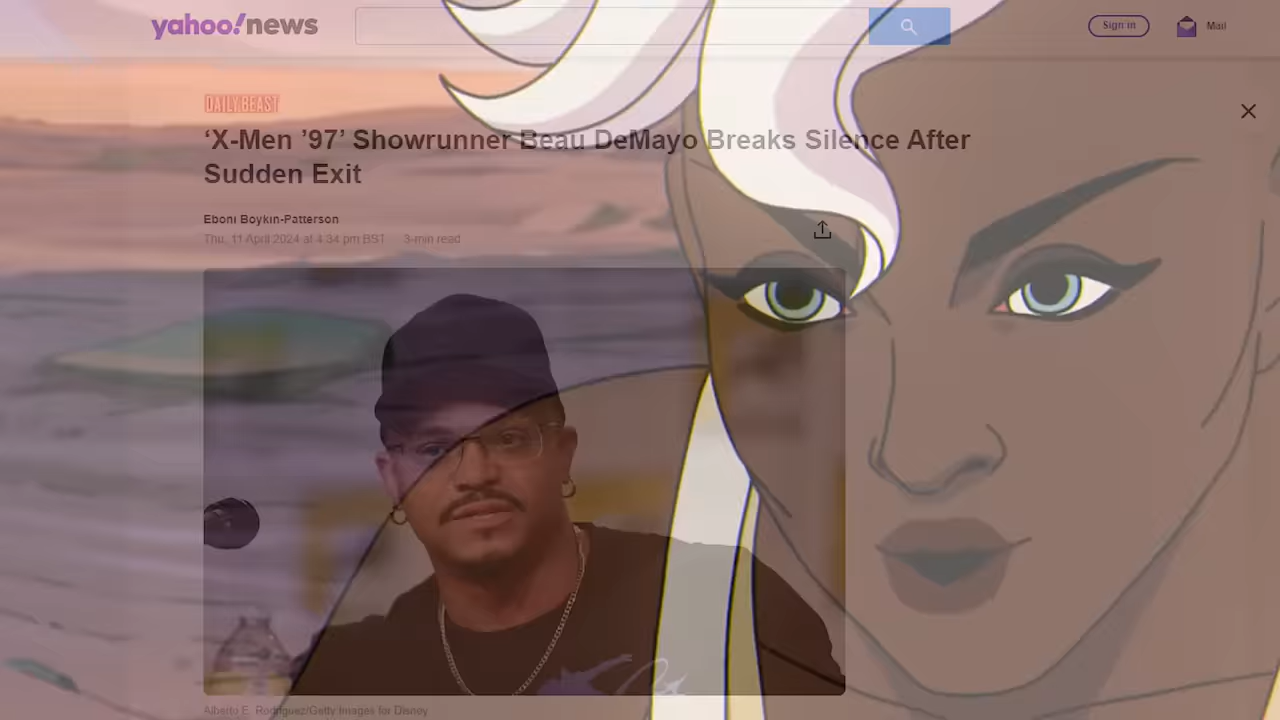 yahoo!news
Sign in
Mail
DAILY BEAST
‘X-Men ’97’ Showrunner Beau DeMayo Breaks Silence After
Sudden Exit
Eboni Boykin-Patterson
Thu, 11 April 2024 at 4:34 pm BST 3-min read
Alberto E. Rodriguez/Getty Images for Disney